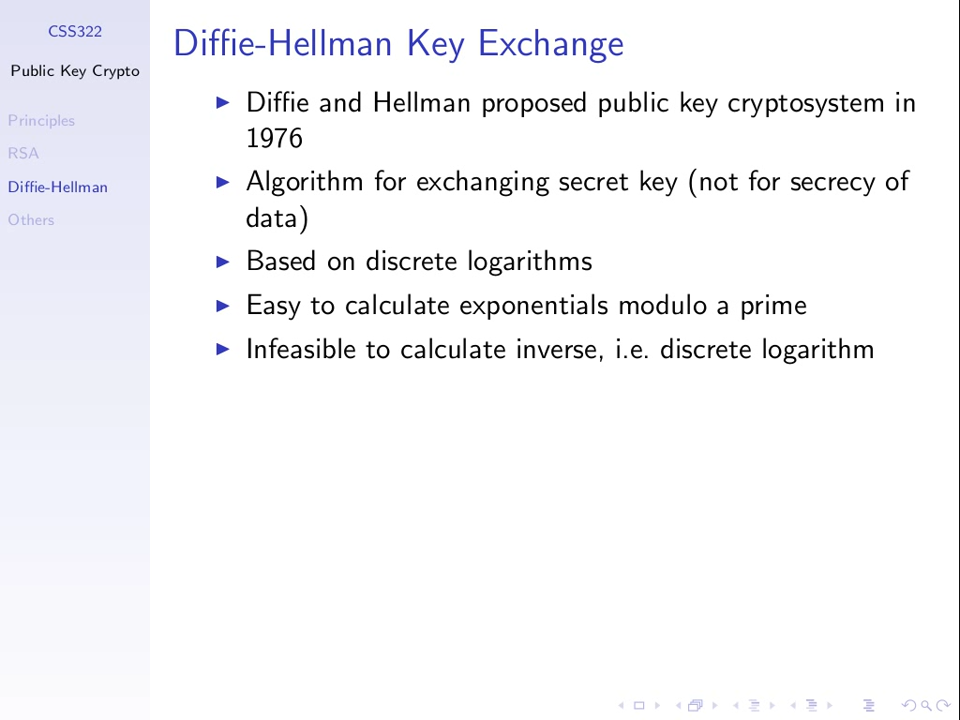 CSS322
Public Key Crypto
Principles
RSA
Diffie-Hellman
Others
Diffie-Hellman Key Exchange
Diffie and Hellman proposed public key cryptosystem in
1976
Algorithm for exchanging secret key (not for secrecy of
data)
Based on discrete logarithms
Easy to calculate exponentials modulo a prime
Infeasible to calculate inverse, i.e. discrete logarithm